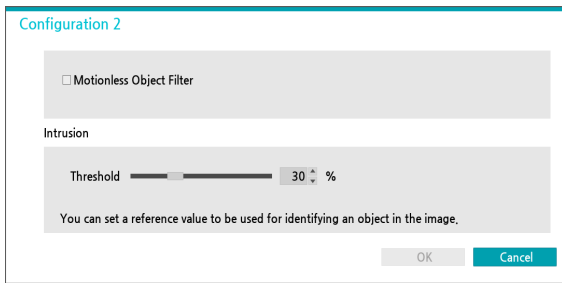 Configuration 2
Motionless Object Filter
Intrusion
Threshold 30 %
You can set a reference value to be used for identifying an object in the image.
OK Cancel